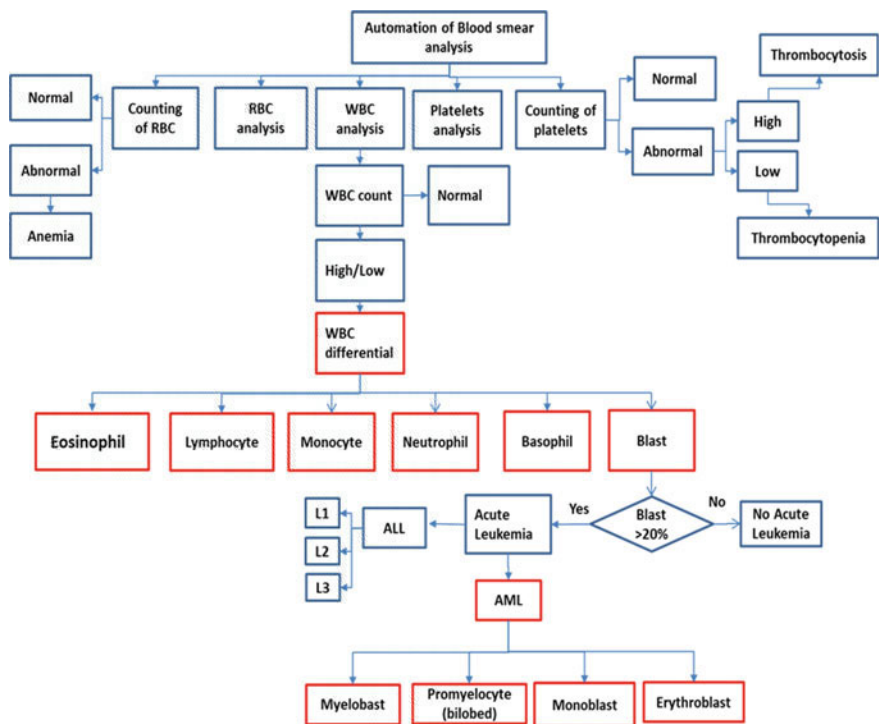 Automation of Blood smear
analysis
Thrombocytosis
Normal
Counting
of RBC
RBC
analysis
WBC
analysis
Platelets
analysis
Counting of
platelets
Normal
High
Abnormal
Abnormal
Low
WBC count
Normal
Anemia
Thrombocytopenia
High/Low
WBC
differential
Eosinophil
Lymphocyte
Monocyte
Neutrophil
Basophil
Blast
L1
L2
L3
ALL
Acute
Leukemia
Yes
Blast
>20%
No
No Acute
Leukemia
AML
Myelobast
Promyelocyte
(bilobed)
Monoblast
Erythroblast